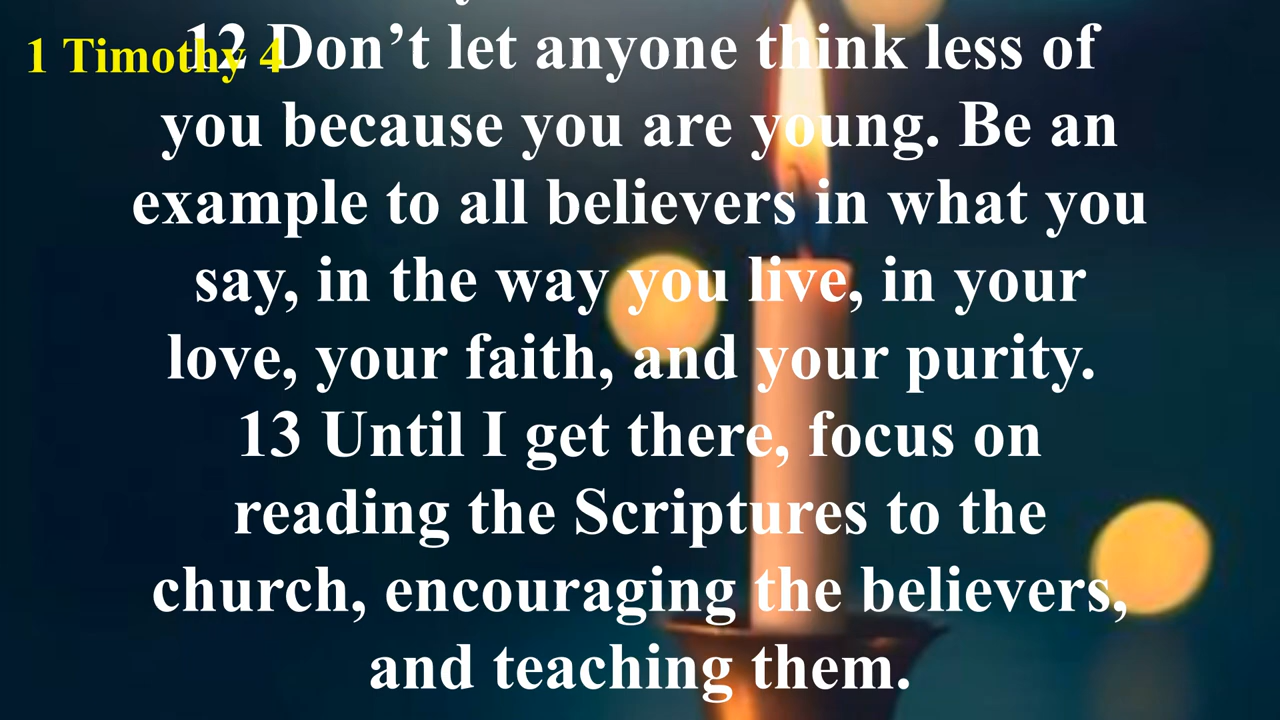 1 Timothy 4
12 Don’t let anyone think less of
you because you are young. Be an
example to all believers in what you
say, in the way you live, in your
love, your faith, and your purity.
13 Until I get there, focus on
reading the Scriptures to the
church, encouraging the believers,
and teaching them.